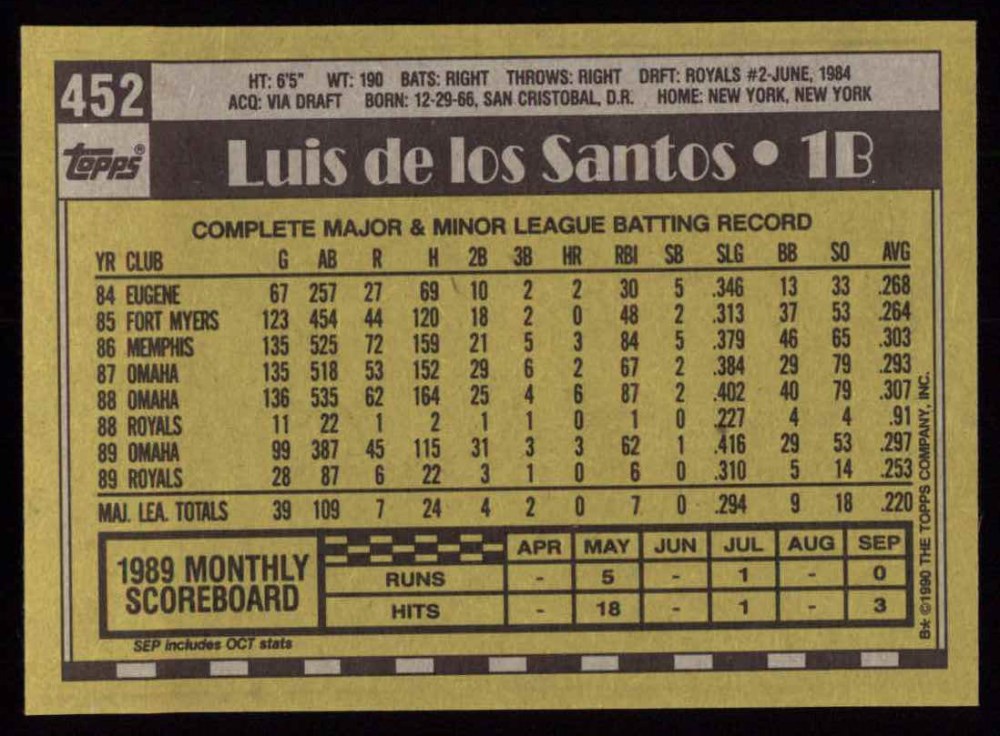 452
HT: 6'5" WT: 190 BATS: RIGHT THROWS: RIGHT DRFT: ROYALS #2-JUNE, 1984
ACQ: VIA DRAFT BORN: 12-29-66, SAN CRISTOBAL, D.R. HOME: NEW YORK, NEW YORK
TOPPS®
Luis de los Santos • 1B
COMPLETE MAJOR & MINOR LEAGUE BATTING RECORD
YR CLUB G AB R H 2B 3B HR RBI SB SLG BB SO AVG
84 EUGENE 67 257 27 69 10 2 2 30 5 .346 13 33 .268
85 FORT MYERS 123 454 44 120 18 2 0 48 2 .313 37 53 .264
86 MEMPHIS 135 525 72 159 21 5 3 84 5 .379 46 65 .303
87 OMAHA 135 518 53 152 29 6 2 67 2 .384 29 79 .293
88 OMAHA 136 535 62 164 25 4 6 87 2 .402 40 79 .307
88 ROYALS 11 22 1 2 1 1 0 1 0 .227 4 4 .91
89 OMAHA 99 387 45 115 31 3 3 62 1 .416 29 53 .297
89 ROYALS 28 87 6 22 3 1 0 6 0 .310 5 14 .253
MAJ. LEA. TOTALS 39 109 7 24 4 2 0 7 0 .294 9 18 .220
1989 MONTHLY SCOREBOARD
APR MAY JUN JUL AUG SEP
RUNS - 5 - 1 - 0
HITS - 18 - 1 - 3
SEP includes OCT stats
B* ©1990 THE TOPPS COMPANY, INC.